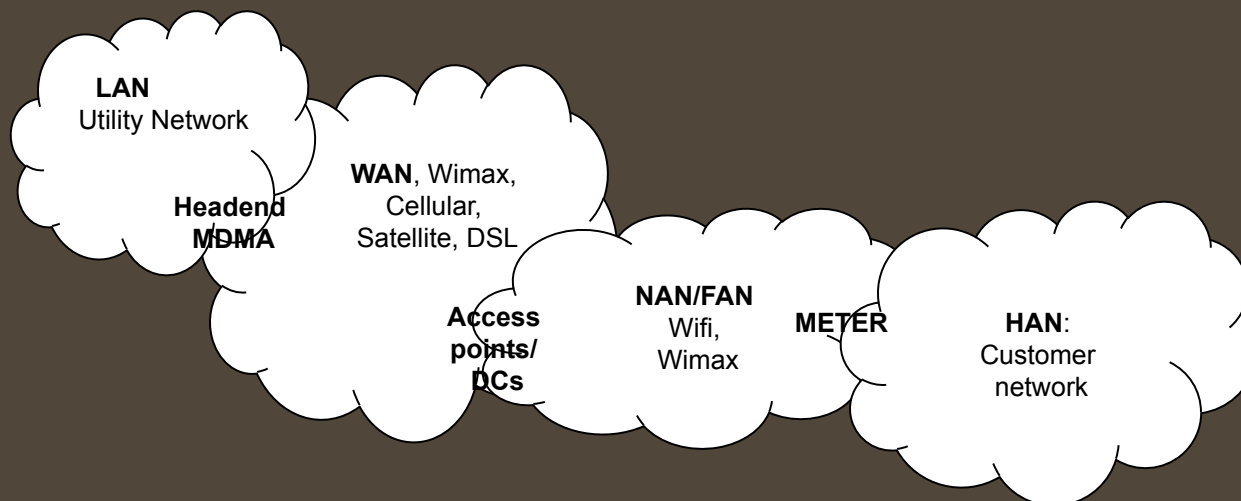 LAN
Utility Network
Headend
MDMA
WAN, Wimax,
Cellular,
Satellite, DSL
Access
points/
DCs
NAN/FAN
Wifi,
Wimax
METER
HAN:
Customer
network